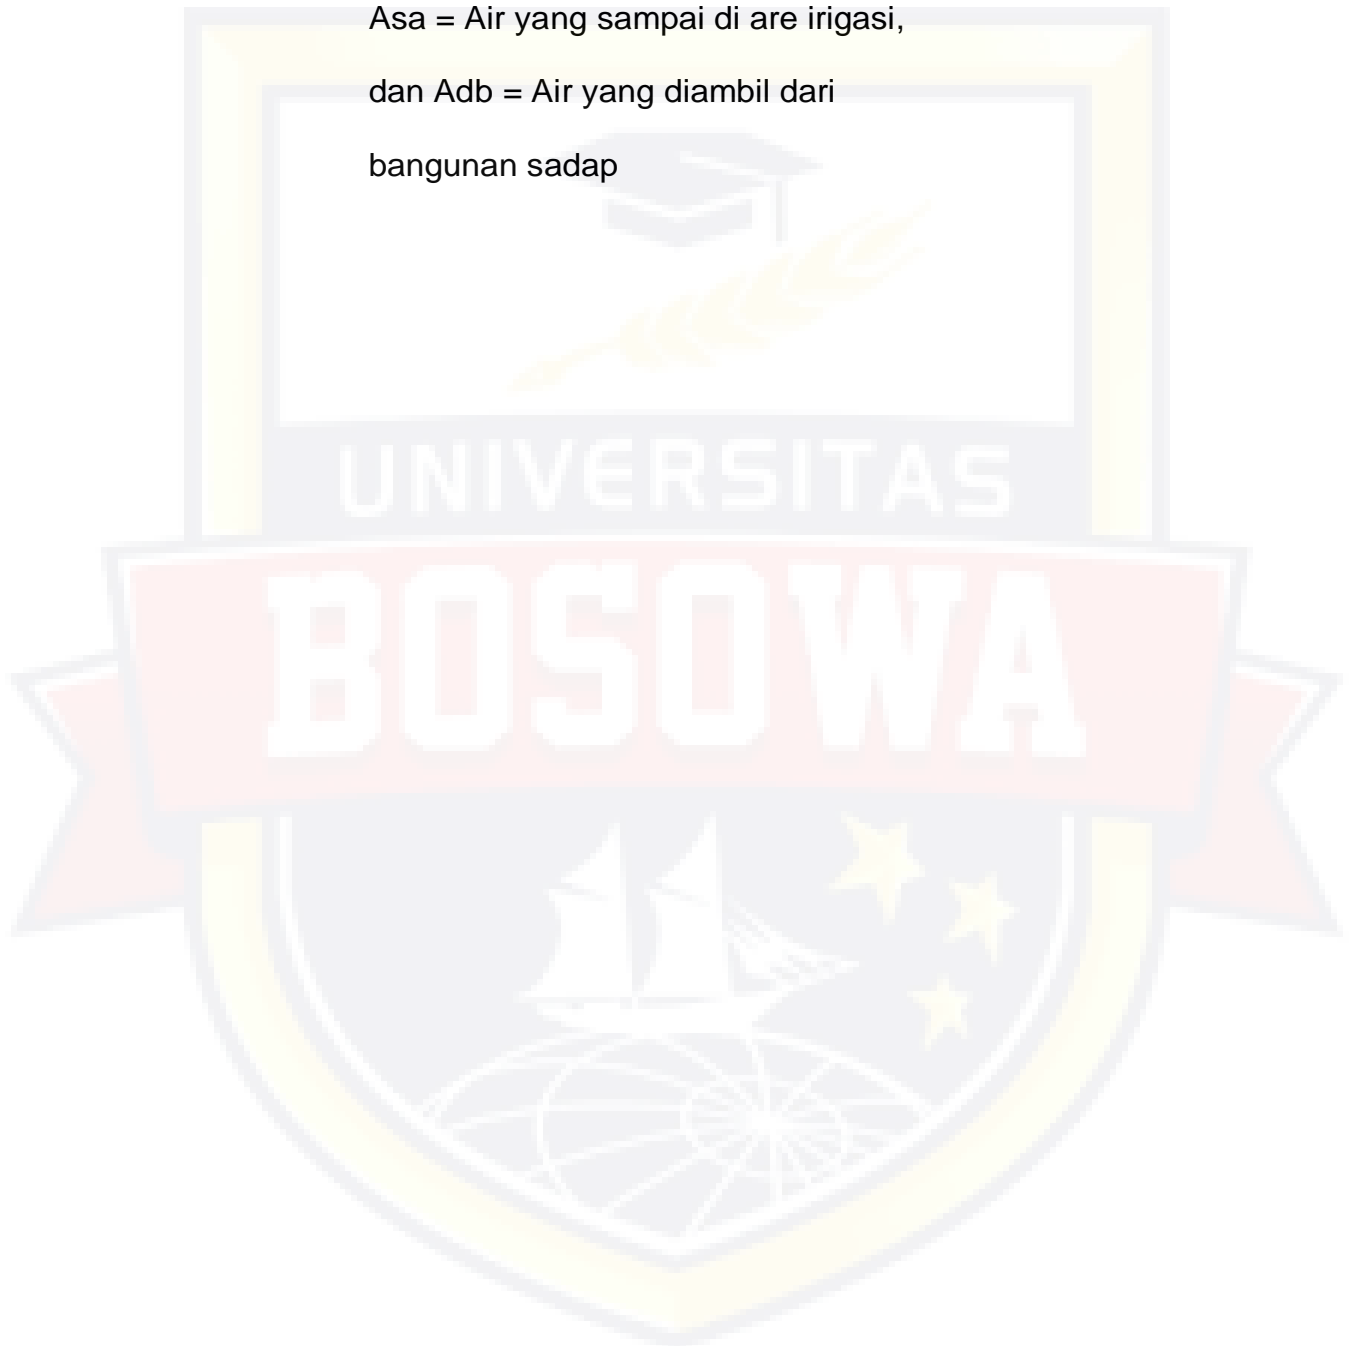 Asa = Air yang sampai di are irigasi,
dan Adb = Air yang diambil dari
bangunan sadap
UNIVERSITAS
BOSOWA